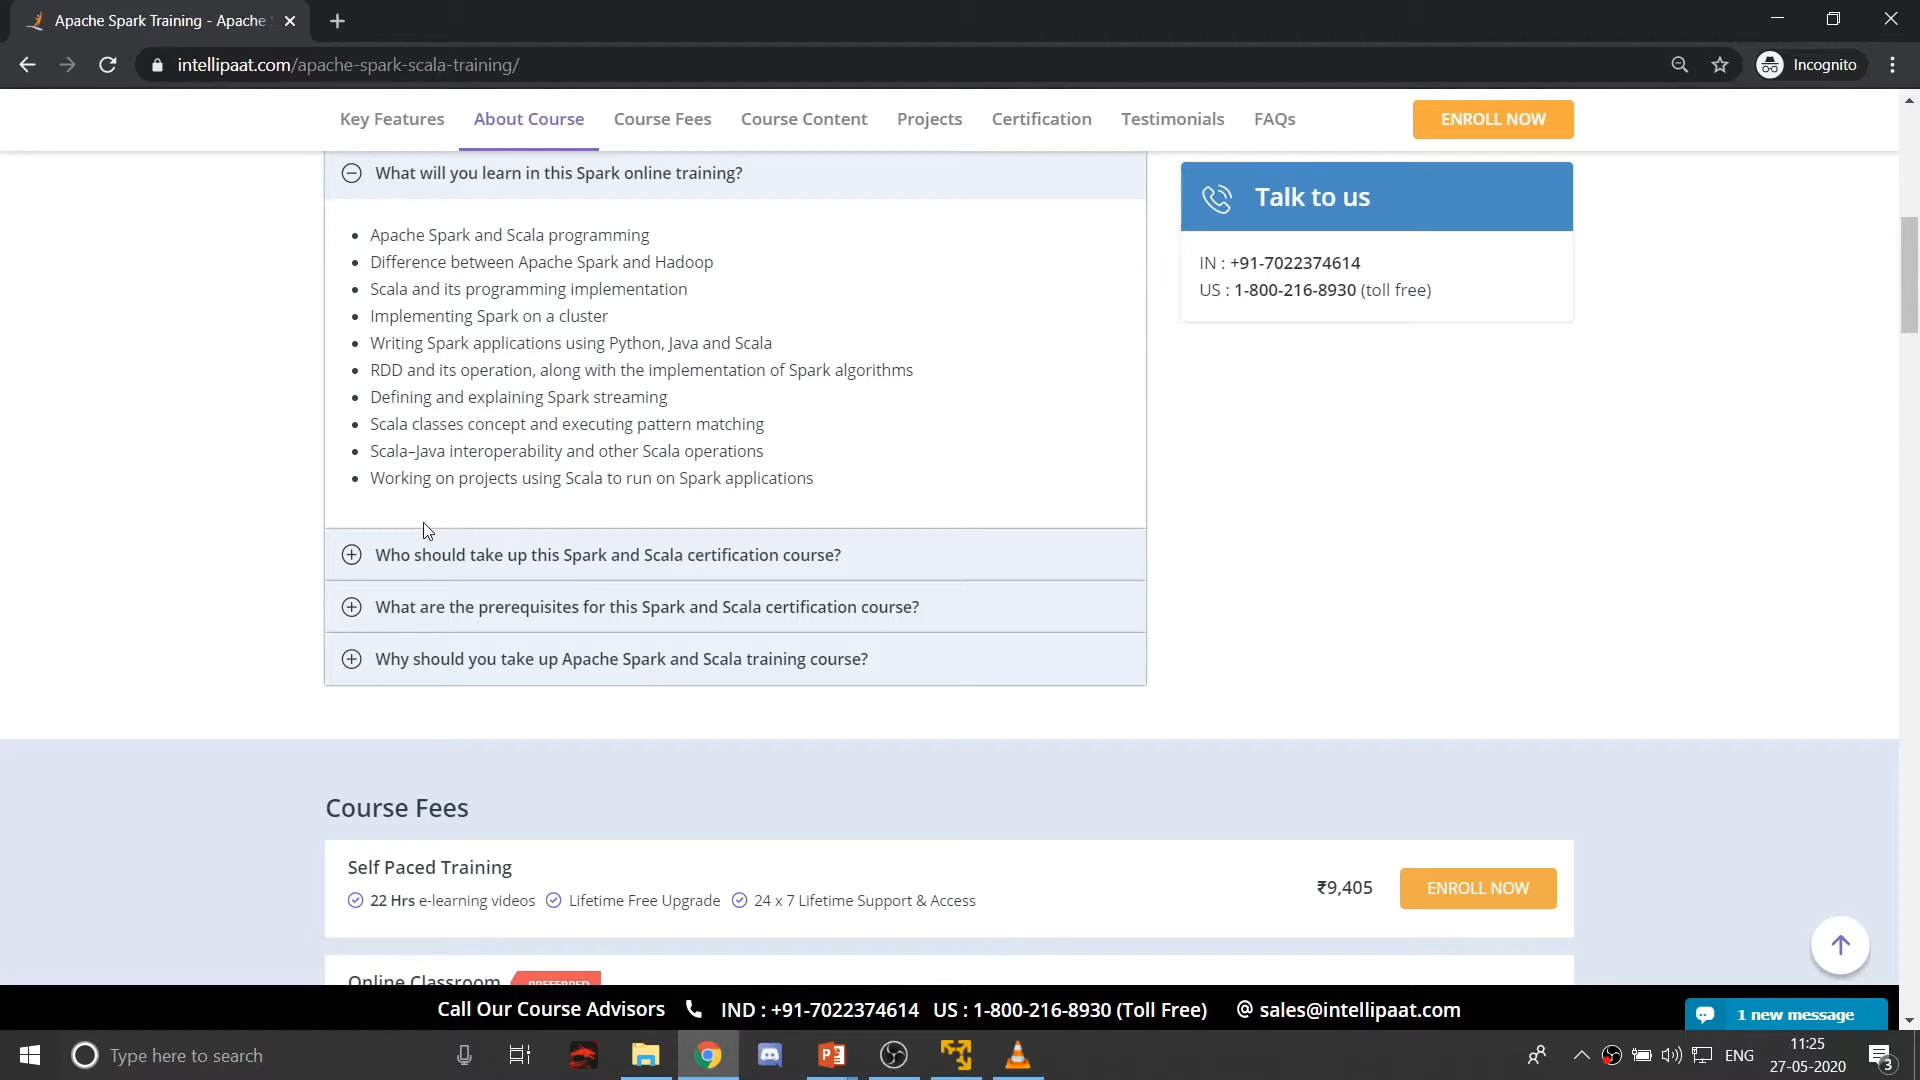 Apache Spark Training - Apache
intellipaat.com/apache-spark-scala-training/
Incognito
Key Features
About Course
Course Fees
Course Content
Projects
Certification
Testimonials
FAQs
ENROLL NOW
What will you learn in this Spark online training?
Apache Spark and Scala programming
Difference between Apache Spark and Hadoop
Scala and its programming implementation
Implementing Spark on a cluster
Writing Spark applications using Python, Java and Scala
RDD and its operation, along with the implementation of Spark algorithms
Defining and explaining Spark streaming
Scala classes concept and executing pattern matching
Scala–Java interoperability and other Scala operations
Working on projects using Scala to run on Spark applications
Who should take up this Spark and Scala certification course?
What are the prerequisites for this Spark and Scala certification course?
Why should you take up Apache Spark and Scala training course?
Talk to us
IN : +91-7022374614
US : 1-800-216-8930 (toll free)
Course Fees
Self Paced Training
22 Hrs e-learning videos
Lifetime Free Upgrade
24 x 7 Lifetime Support & Access
₹9,405
ENROLL NOW
Online Classroom
PREFERRED
Call Our Course Advisors
IND : +91-7022374614
US : 1-800-216-8930 (Toll Free)
@ sales@intellipaat.com
1 new message
Type here to search
ENG
11:25
27-05-2020
3